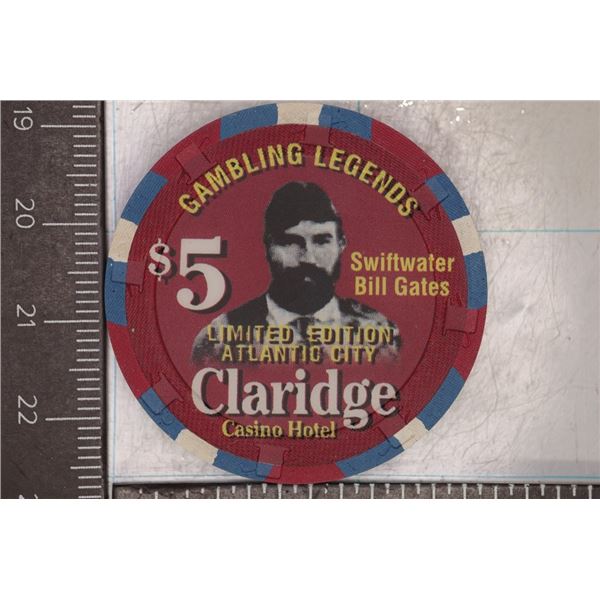 GAMBLING LEGENDS
$5
Swiftwater
Bill Gates
LIMITED EDITION
ATLANTIC CITY
Claridge
Casino Hotel
19
20
21
22